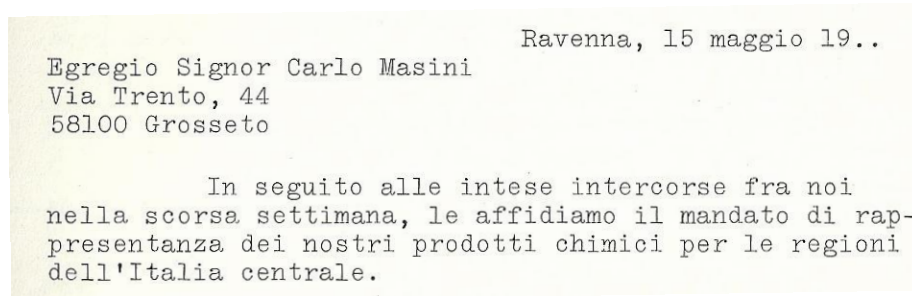 Ravenna, 15 maggio 19..
Egregio Signor Carlo Masini
Via Trento, 44
58100 Grosseto
In seguito alle intese intercorse fra noi
nella scorsa settimana, le affidiamo il mandato di rap-
presentanza dei nostri prodotti chimici per le regioni
dell'Italia centrale.